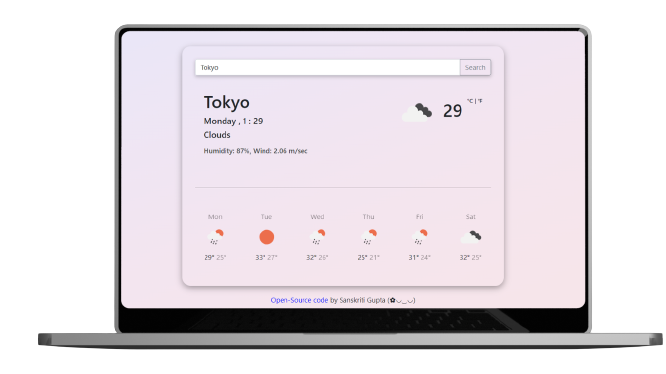 Tokyo
Search
Tokyo
29 °C | °F
Monday , 1 : 29
Clouds
Humidity: 87%, Wind: 2.06 m/sec
Mon Tue Wed Thu Fri Sat
29° 25° 33° 27° 32° 26° 25° 21° 31° 24° 32° 25°
Open-Source code by Sanskriti Gupta (✿◡‿◡)